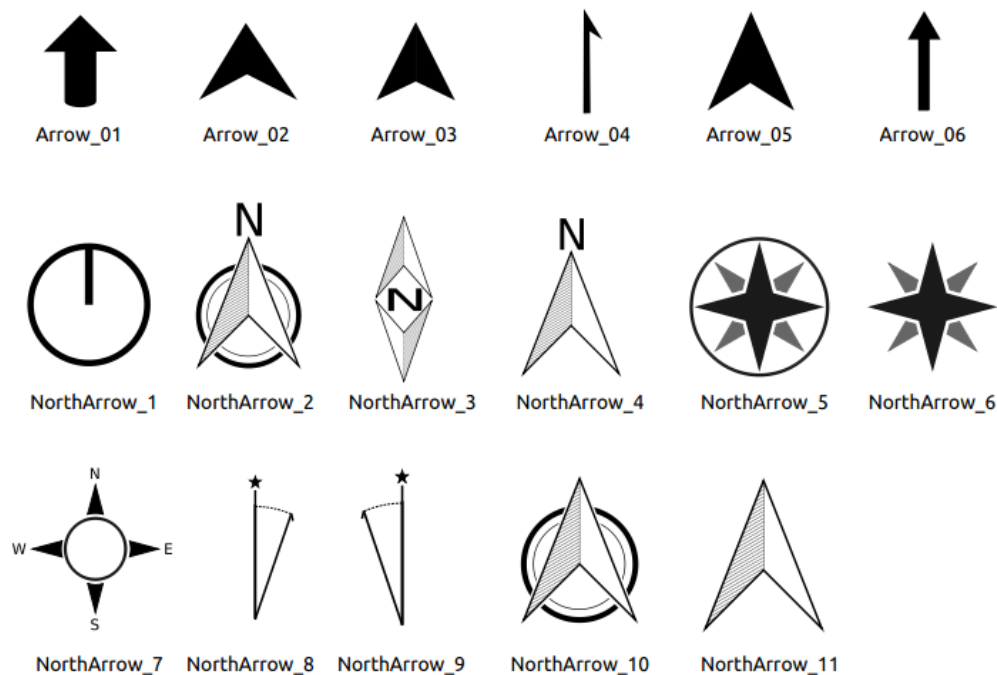 Arrow_01 Arrow_02 Arrow_03 Arrow_04 Arrow_05 Arrow_06
N N
N
NorthArrow_1 NorthArrow_2 NorthArrow_3 NorthArrow_4 NorthArrow_5 NorthArrow_6
N
W E
S
NorthArrow_7 NorthArrow_8 NorthArrow_9 NorthArrow_10 NorthArrow_11